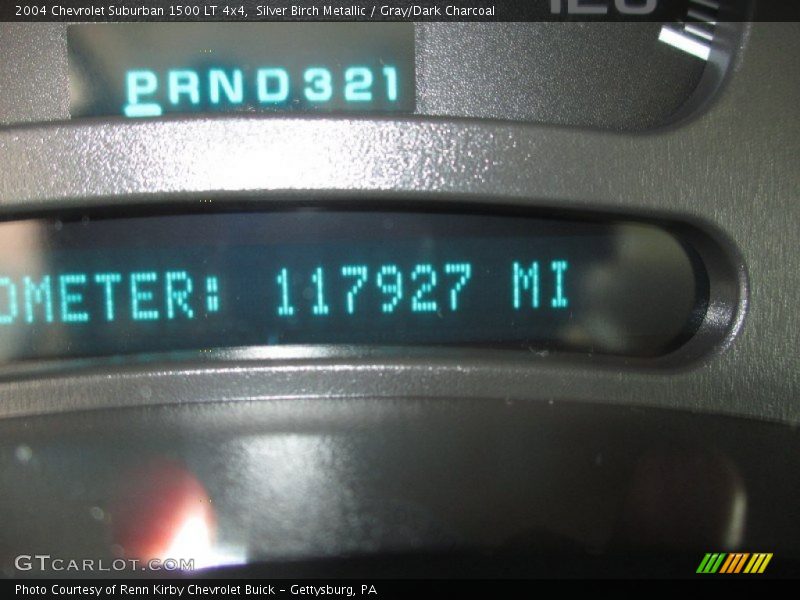 2004 Chevrolet Suburban 1500 LT 4x4, Silver Birch Metallic / Gray/Dark Charcoal
PRND321
OMETER: 117927 MI
GTCARLOT.COM
Photo Courtesy of Renn Kirby Chevrolet Buick - Gettysburg, PA